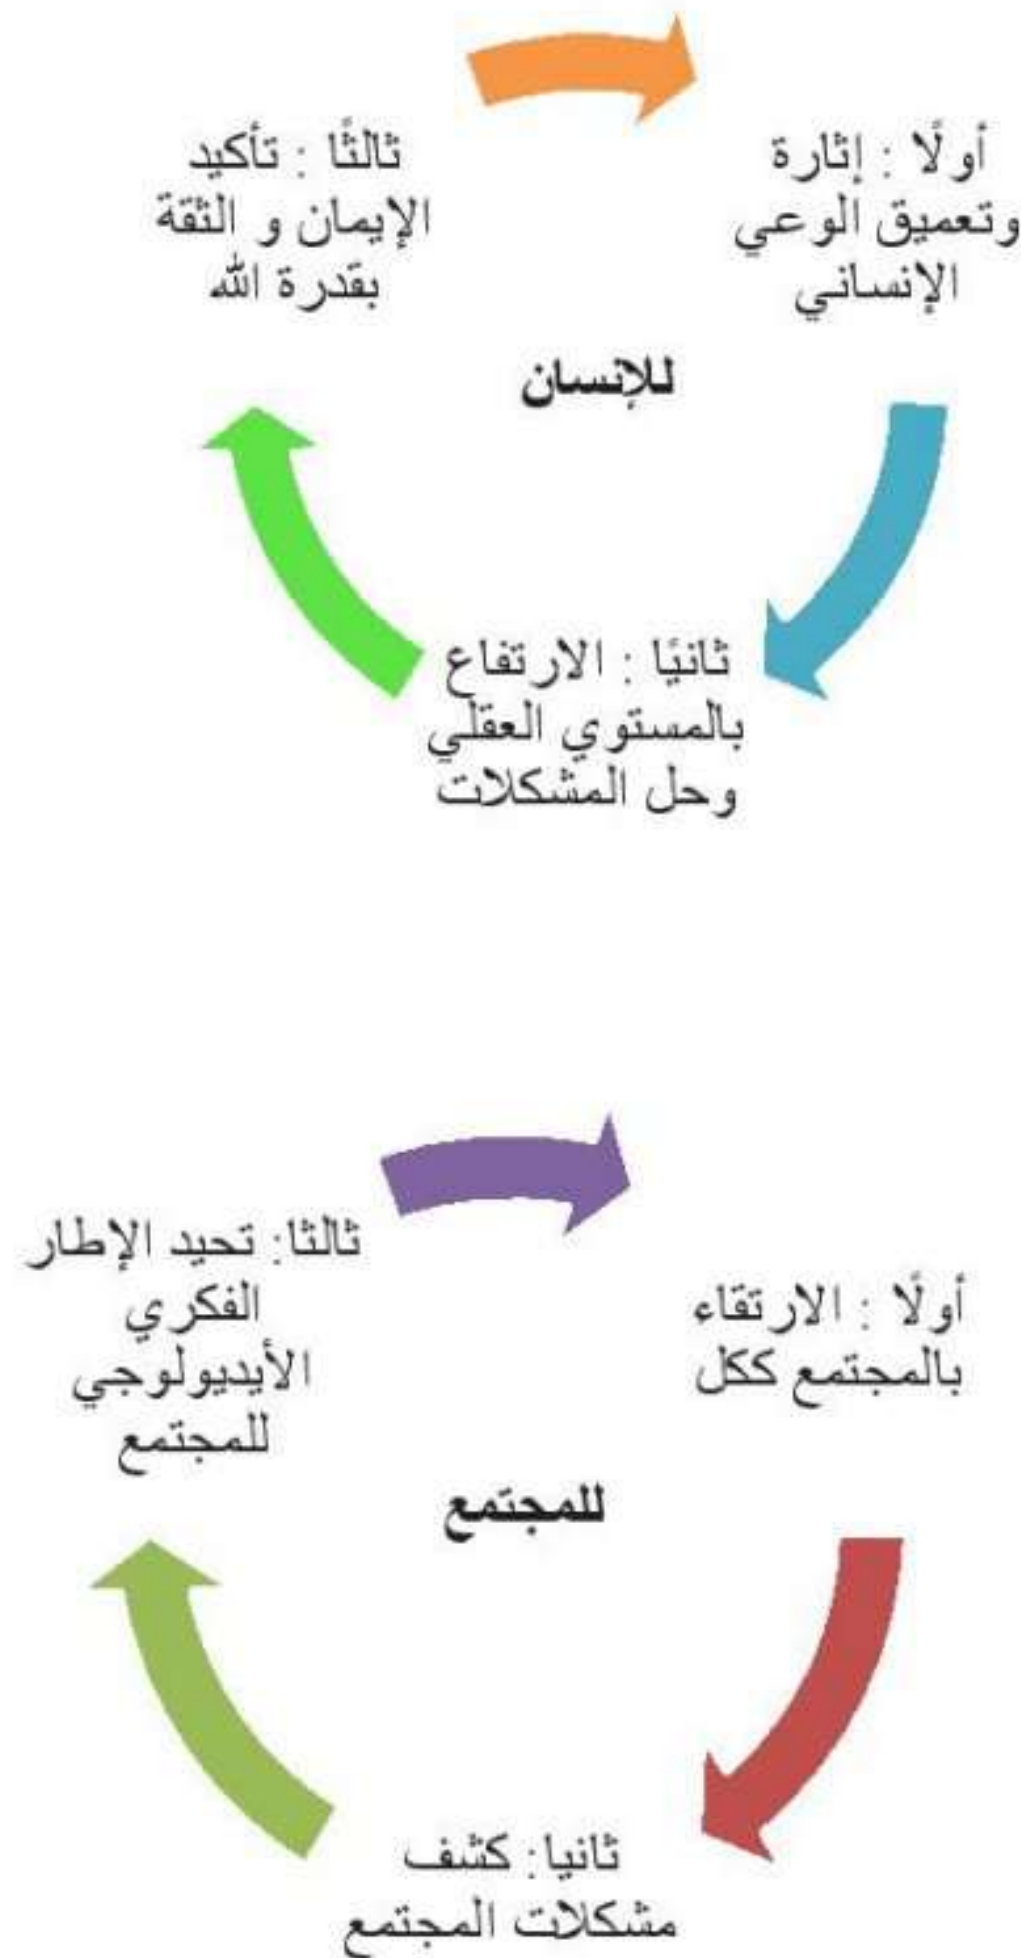 أولًا : إثارة
وتعميق الوعي
الإنساني
ثالثًا : تأكيد
الإيمان و الثقة
بقدرة الله
للإنسان
ثانيًا : الارتفاع
بالمستوي العقلي
وحل المشكلات
أولًا : الارتقاء
بالمجتمع ككل
ثالثا: تحيد الإطار
الفكري
الأيديولوجي
للمجتمع
للمجتمع
ثانيا: كشف
مشكلات المجتمع